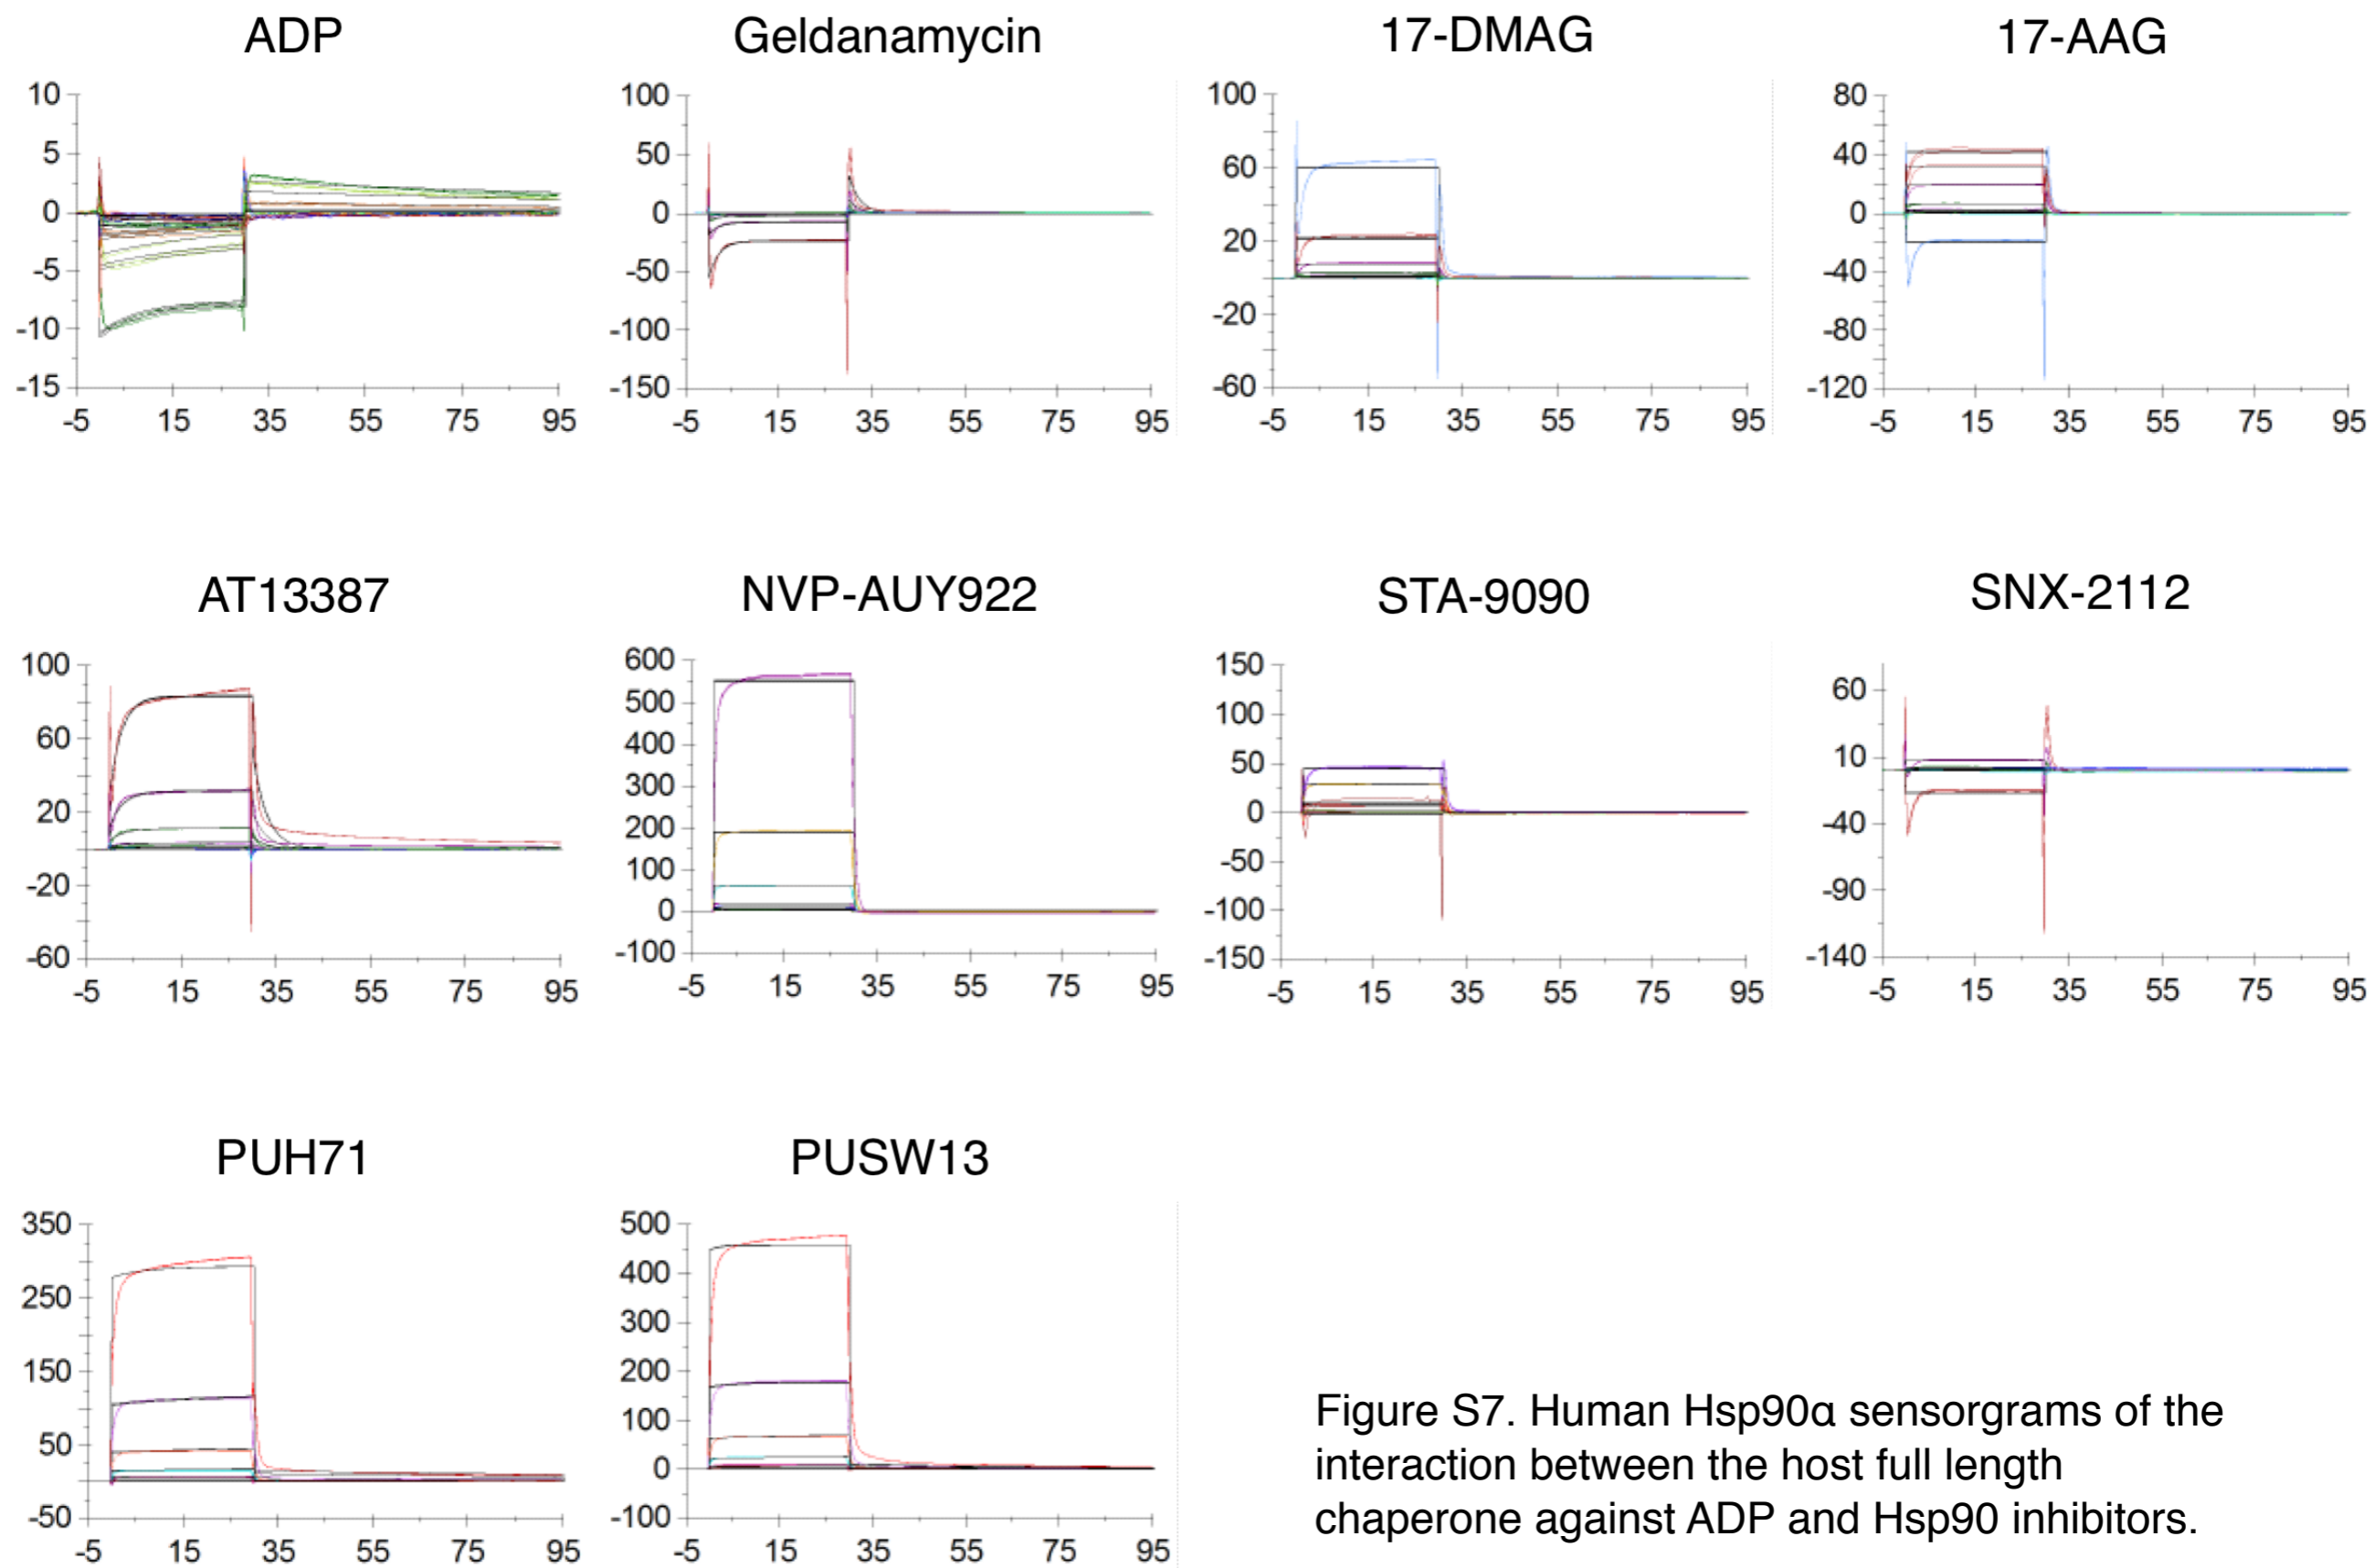 ADP Geldanamycin 17-DMAG 17-AAG
10 100 100 80
5 50 60 40
0 0 20 0
-5 -50 -20 -40
-10 -100 -60 -80
-15 -150 -120
-5 15 35 55 75 95 -5 15 35 55 75 95 -5 15 35 55 75 95 -5 15 35 55 75 95
AT13387 NVP-AUY922 STA-9090 SNX-2112
100 600 150 60
60 500 100 10
20 400 50 -40
-20 300 0 -90
-60 200 -50 -140
100 -100
0 -150
-100
-5 15 35 55 75 95 -5 15 35 55 75 95 -5 15 35 55 75 95 -5 15 35 55 75 95
PUH71 PUSW13
350 500
250 400
150 300
50 200
-50 100
0
-100
-5 15 35 55 75 95 -5 15 35 55 75 95
Figure S7. Human Hsp90α sensorgrams of the
interaction between the host full length
chaperone against ADP and Hsp90 inhibitors.